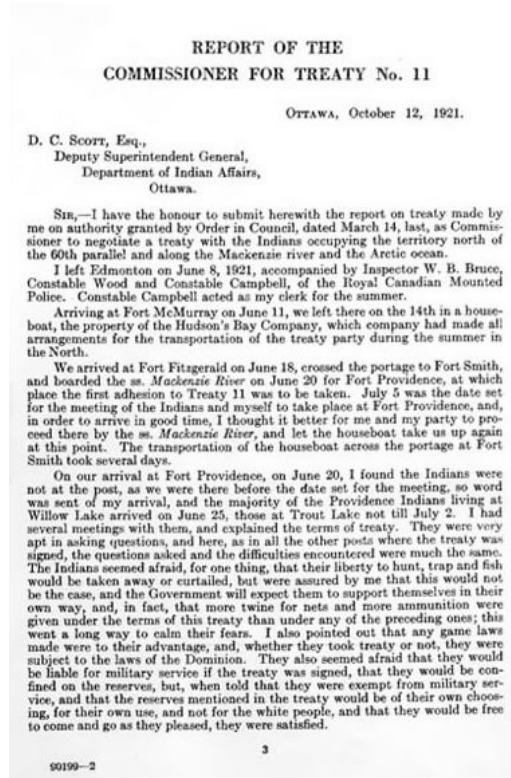 REPORT OF THE
COMMISSIONER FOR TREATY No. 11
OTTAWA, October 12, 1921.
D. C. SCOTT, Esq.,
Deputy Superintendent General,
Department of Indian Affairs,
Ottawa.
SIR,—I have the honour to submit herewith the report on treaty made by
me on authority granted by Order in Council, dated March 14, last, as Commis-
sioner to negotiate a treaty with the Indians occupying the territory north of
the 60th parallel and along the Mackenzie river and the Arctic ocean.
I left Edmonton on June 8, 1921, accompanied by Inspector W. B. Bruce,
Constable Wood and Constable Campbell, of the Royal Canadian Mounted
Police. Constable Campbell acted as my clerk for the summer.
Arriving at Fort McMurray on June 11, we left there on the 14th in a house-
boat, the property of the Hudson's Bay Company, which company had made all
arrangements for the transportation of the treaty party during the summer in
the North.
We arrived at Fort Fitzgerald on June 18, crossed the portage to Fort Smith,
and boarded the ss. Mackenzie River on June 20 for Fort Providence, at which
place the first adhesion to Treaty 11 was to be taken. July 5 was the date set
for the meeting of the Indians and myself to take place at Fort Providence, and,
in order to arrive in good time, I thought it better for me and my party to pro-
ceed there by the ss. Mackenzie River, and let the houseboat take us up again
at this point. The transportation of the houseboat across the portage at Fort
Smith took several days.
On our arrival at Fort Providence, on June 20, I found the Indians were
not at the post, as we were there before the date set for the meeting, so word
was sent of my arrival, and the majority of the Providence Indians living at
Willow Lake arrived on June 25, those at Trout Lake not till July 2. I had
several meetings with them, and explained the terms of treaty. They were very
apt in asking questions, and here, as in all the other posts where the treaty was
signed, the questions asked and the difficulties encountered were much the same.
The Indians seemed afraid, for one thing, that their liberty to hunt, trap and fish
would be taken away or curtailed, but were assured by me that this would not
be the case, and the Government will expect them to support themselves in their
own way, and, in fact, that more twine for nets and more ammunition were
given under the terms of this treaty than under any of the preceding ones; this
went a long way to calm their fears. I also pointed out that any game laws
made were to their advantage, and, whether they took treaty or not, they were
subject to the laws of the Dominion. They also seemed afraid that they would
be liable for military service if the treaty was signed, that they would be con-
fined on the reserves, but, when told that they were exempt from military ser-
vice, and that the reserves mentioned in the treaty would be of their own choos-
ing, for their own use, and not for the white people, and that they would be free
to come and go as they pleased, they were satisfied.
3
90199—2